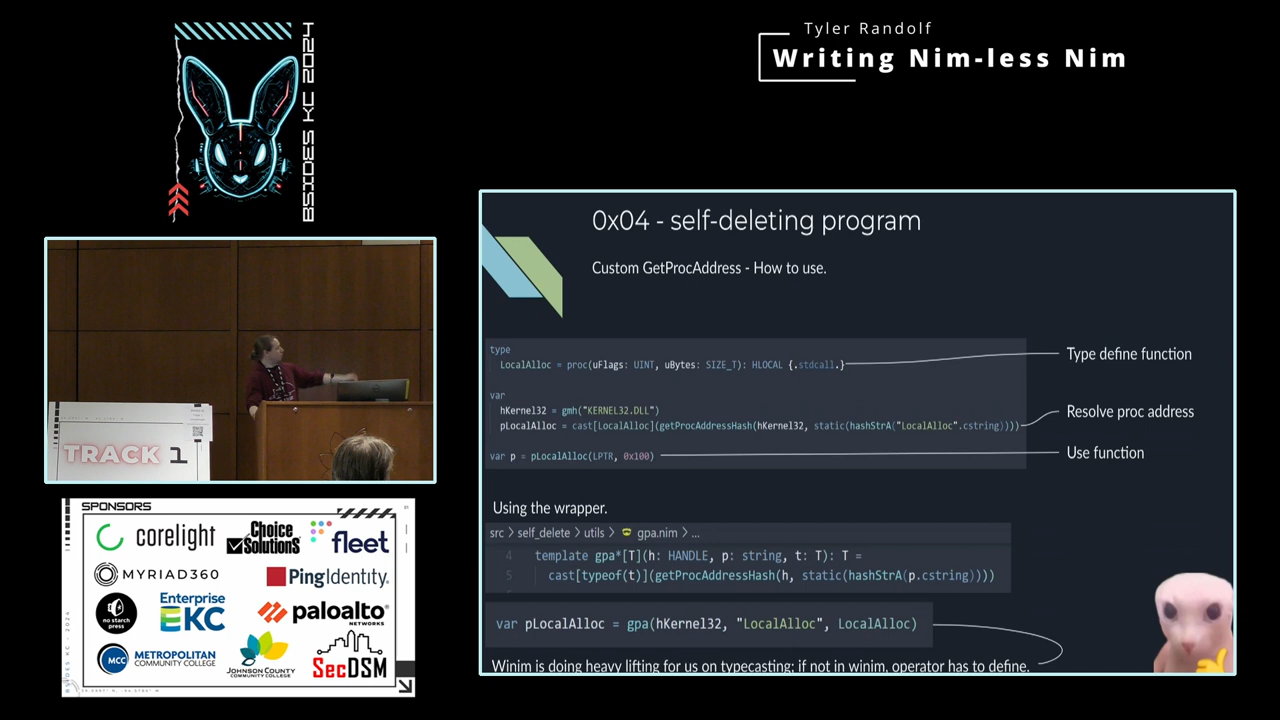 Tyler Randolf
Writing Nim-less Nim
BSIDES KC 2024
TRACK 1
SPONSORS
corelight
Choice
SOLUTIONS
fleet
MYRIAD360
PingIdentity.
no starch
press
Enterprise
KC
paloalto
NETWORKS
MCC
METROPOLITAN
COMMUNITY COLLEGE
JOHNSON COUNTY
COMMUNITY COLLEGE
SecDSM
0x04 - self-deleting program
Custom GetProcAddress - How to use.
type
LocalAlloc = proc(uFlags: UINT, uBytes: SIZE_T): HLOCAL {.stdcall.}
Type define function
var
hKernel32 = gmh("KERNEL32.DLL")
Resolve proc address
pLocalAlloc = cast[LocalAlloc](getProcAddressHash(hKernel32, static(hashStrA("LocalAlloc".cstring))))
var p = pLocalAlloc(LPTR, 0x100)
Use function
Using the wrapper.
src > self_delete > utils > gpa.nim > ...
4 template gpa*[T](h: HANDLE, p: string, t: T): T =
5 cast[typeof(t)](getProcAddressHash(h, static(hashStrA(p.cstring))))
var pLocalAlloc = gpa(hKernel32, "LocalAlloc", LocalAlloc)
Winim is doing heavy lifting for us on typecasting; if not in winim, operator has to define.